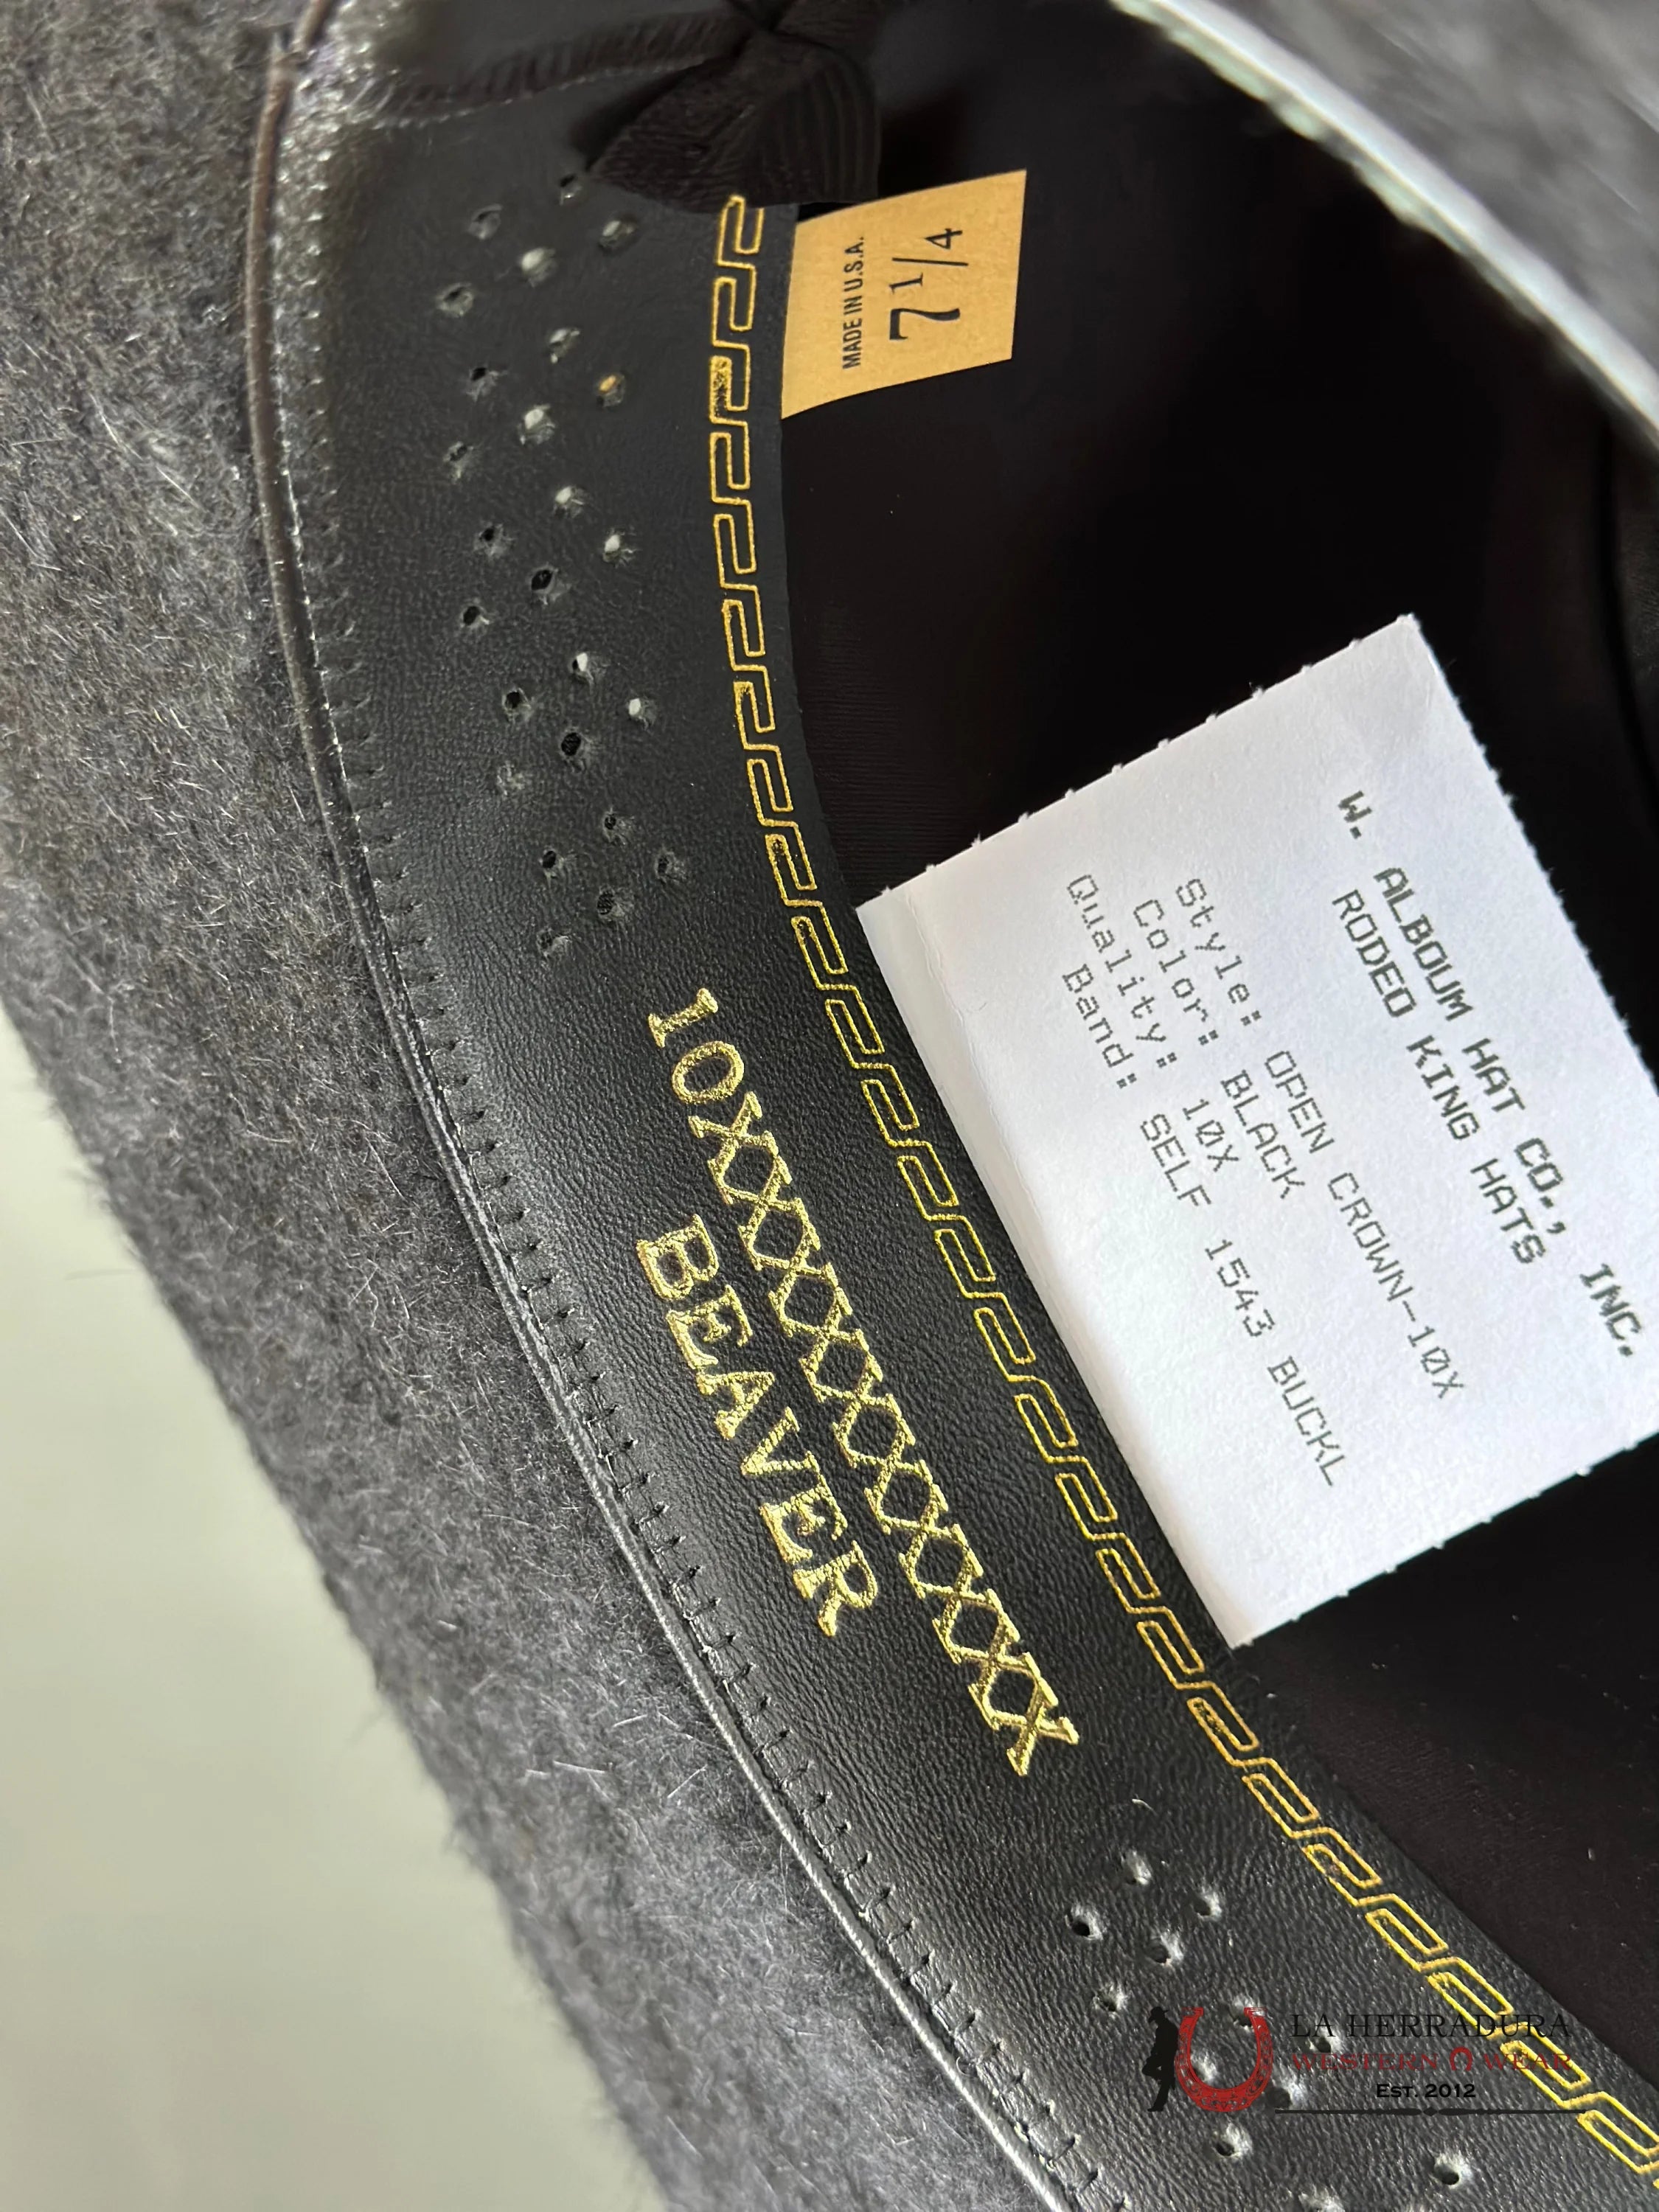 MADE IN U.S.A.
7 1/4
W. ALBOUM HAT CO., INC.
RODEO KING HATS
Style: OPEN CROWN-10X
Color: BLACK
Quality: 10X
Band: SELF 1543 BUCKL
10XXXXXXXXXX
BEAVER
LA HERRADURA
WESTERN WEAR
EST. 2012